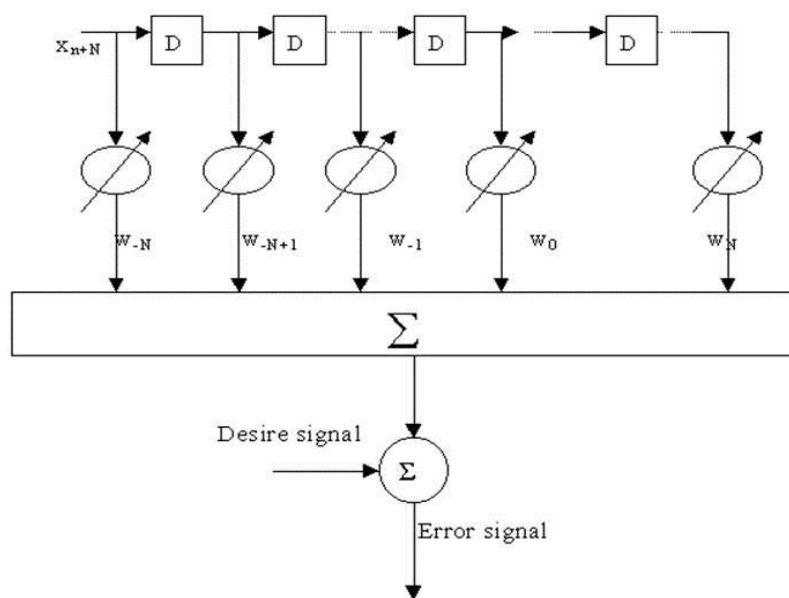 x_{n+N} D D D D
w_{-N} w_{-N+1} w_{-1} w_0 w_N
Σ
Desire signal
Σ
Error signal